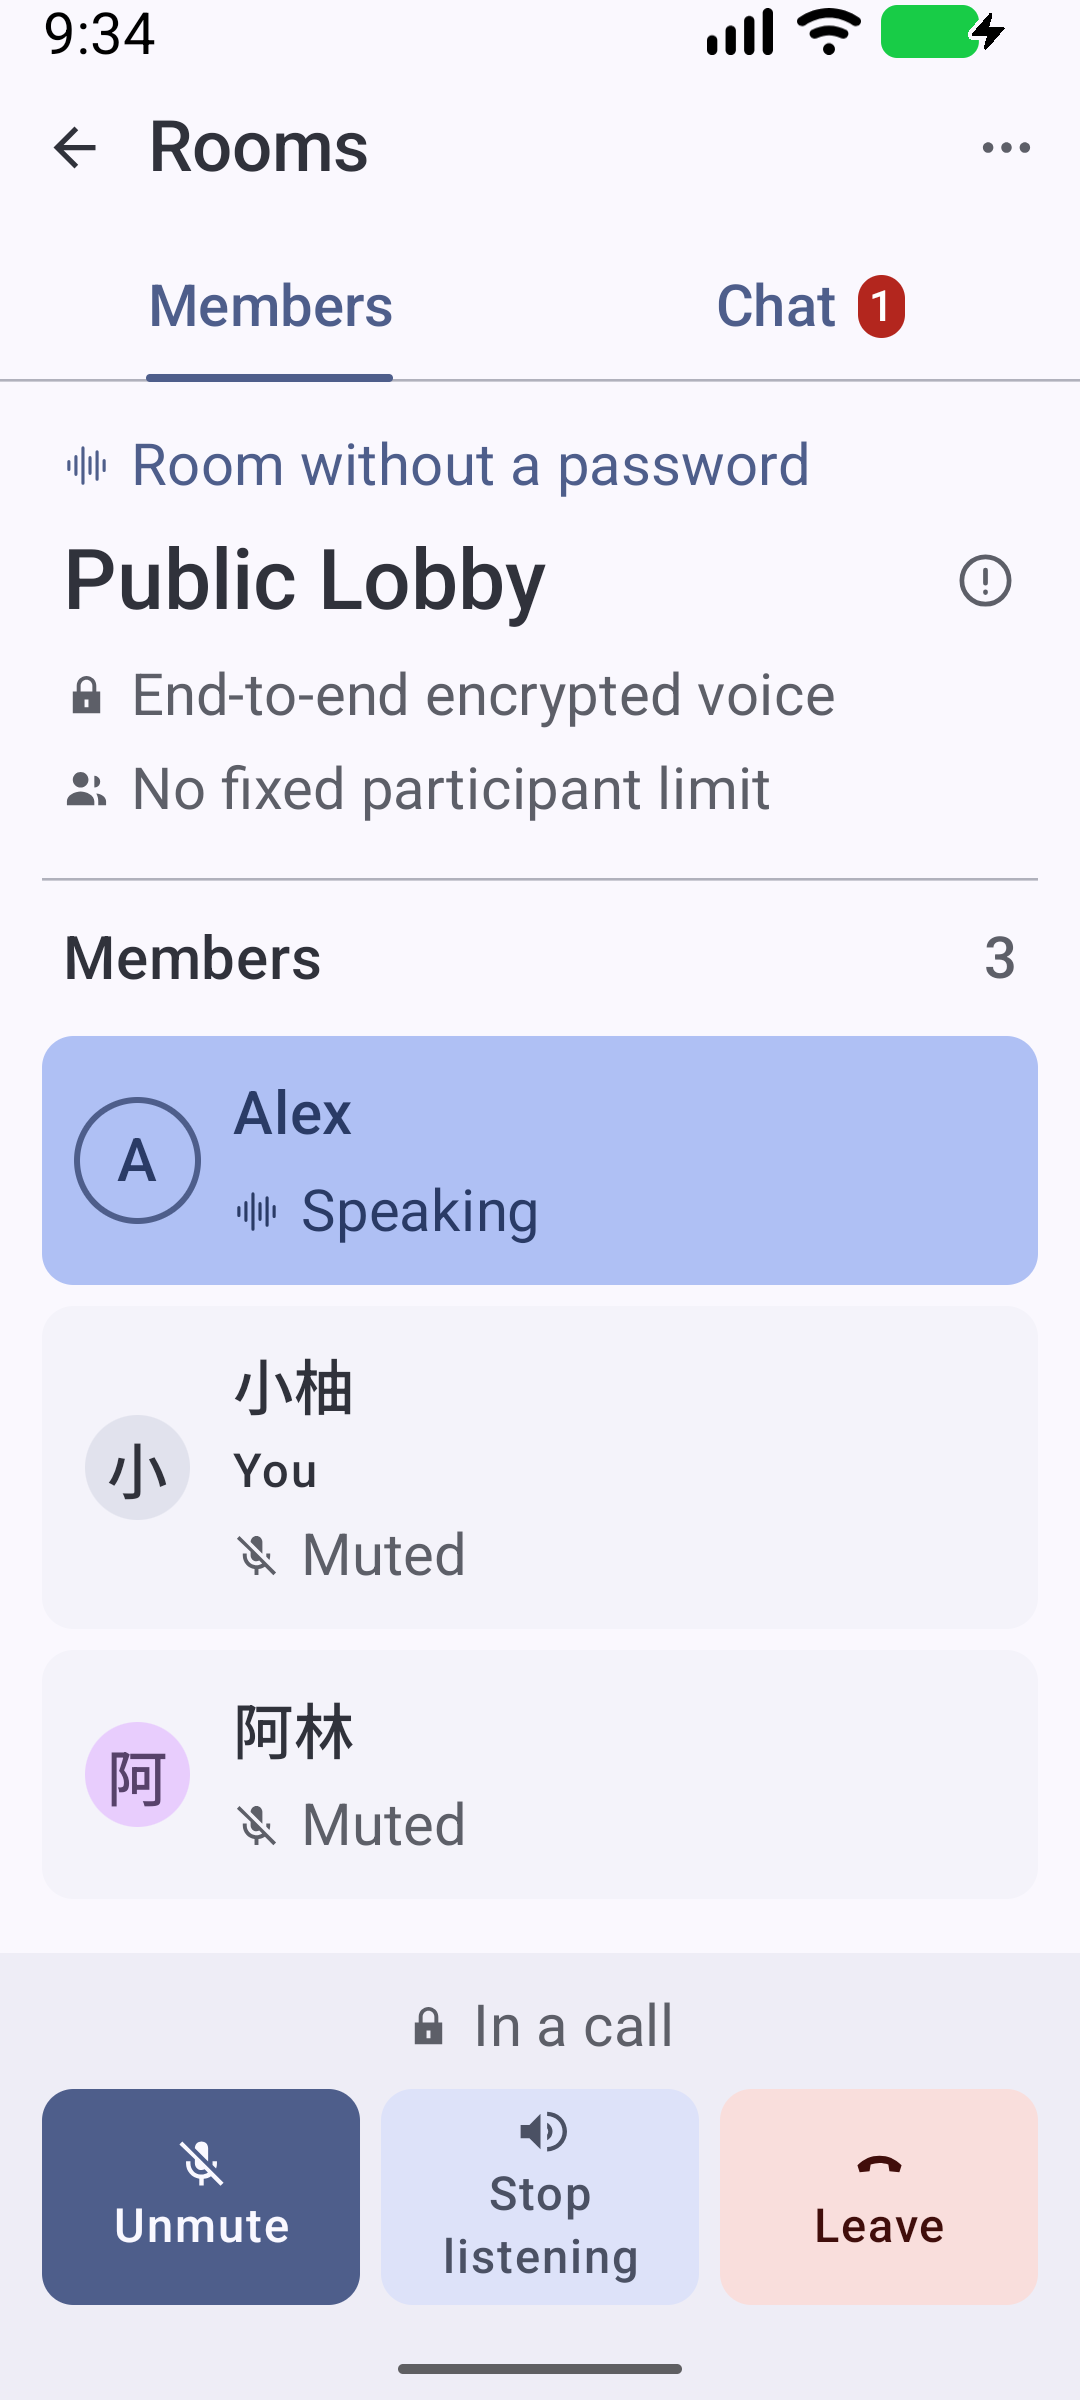 9:34
Rooms
Members
Chat 1
Room without a password
Public Lobby
End-to-end encrypted voice
No fixed participant limit
Members 3
A
Alex
Speaking
小
小柚
You
Muted
阿
阿林
Muted
In a call
Unmute
Stop
listening
Leave